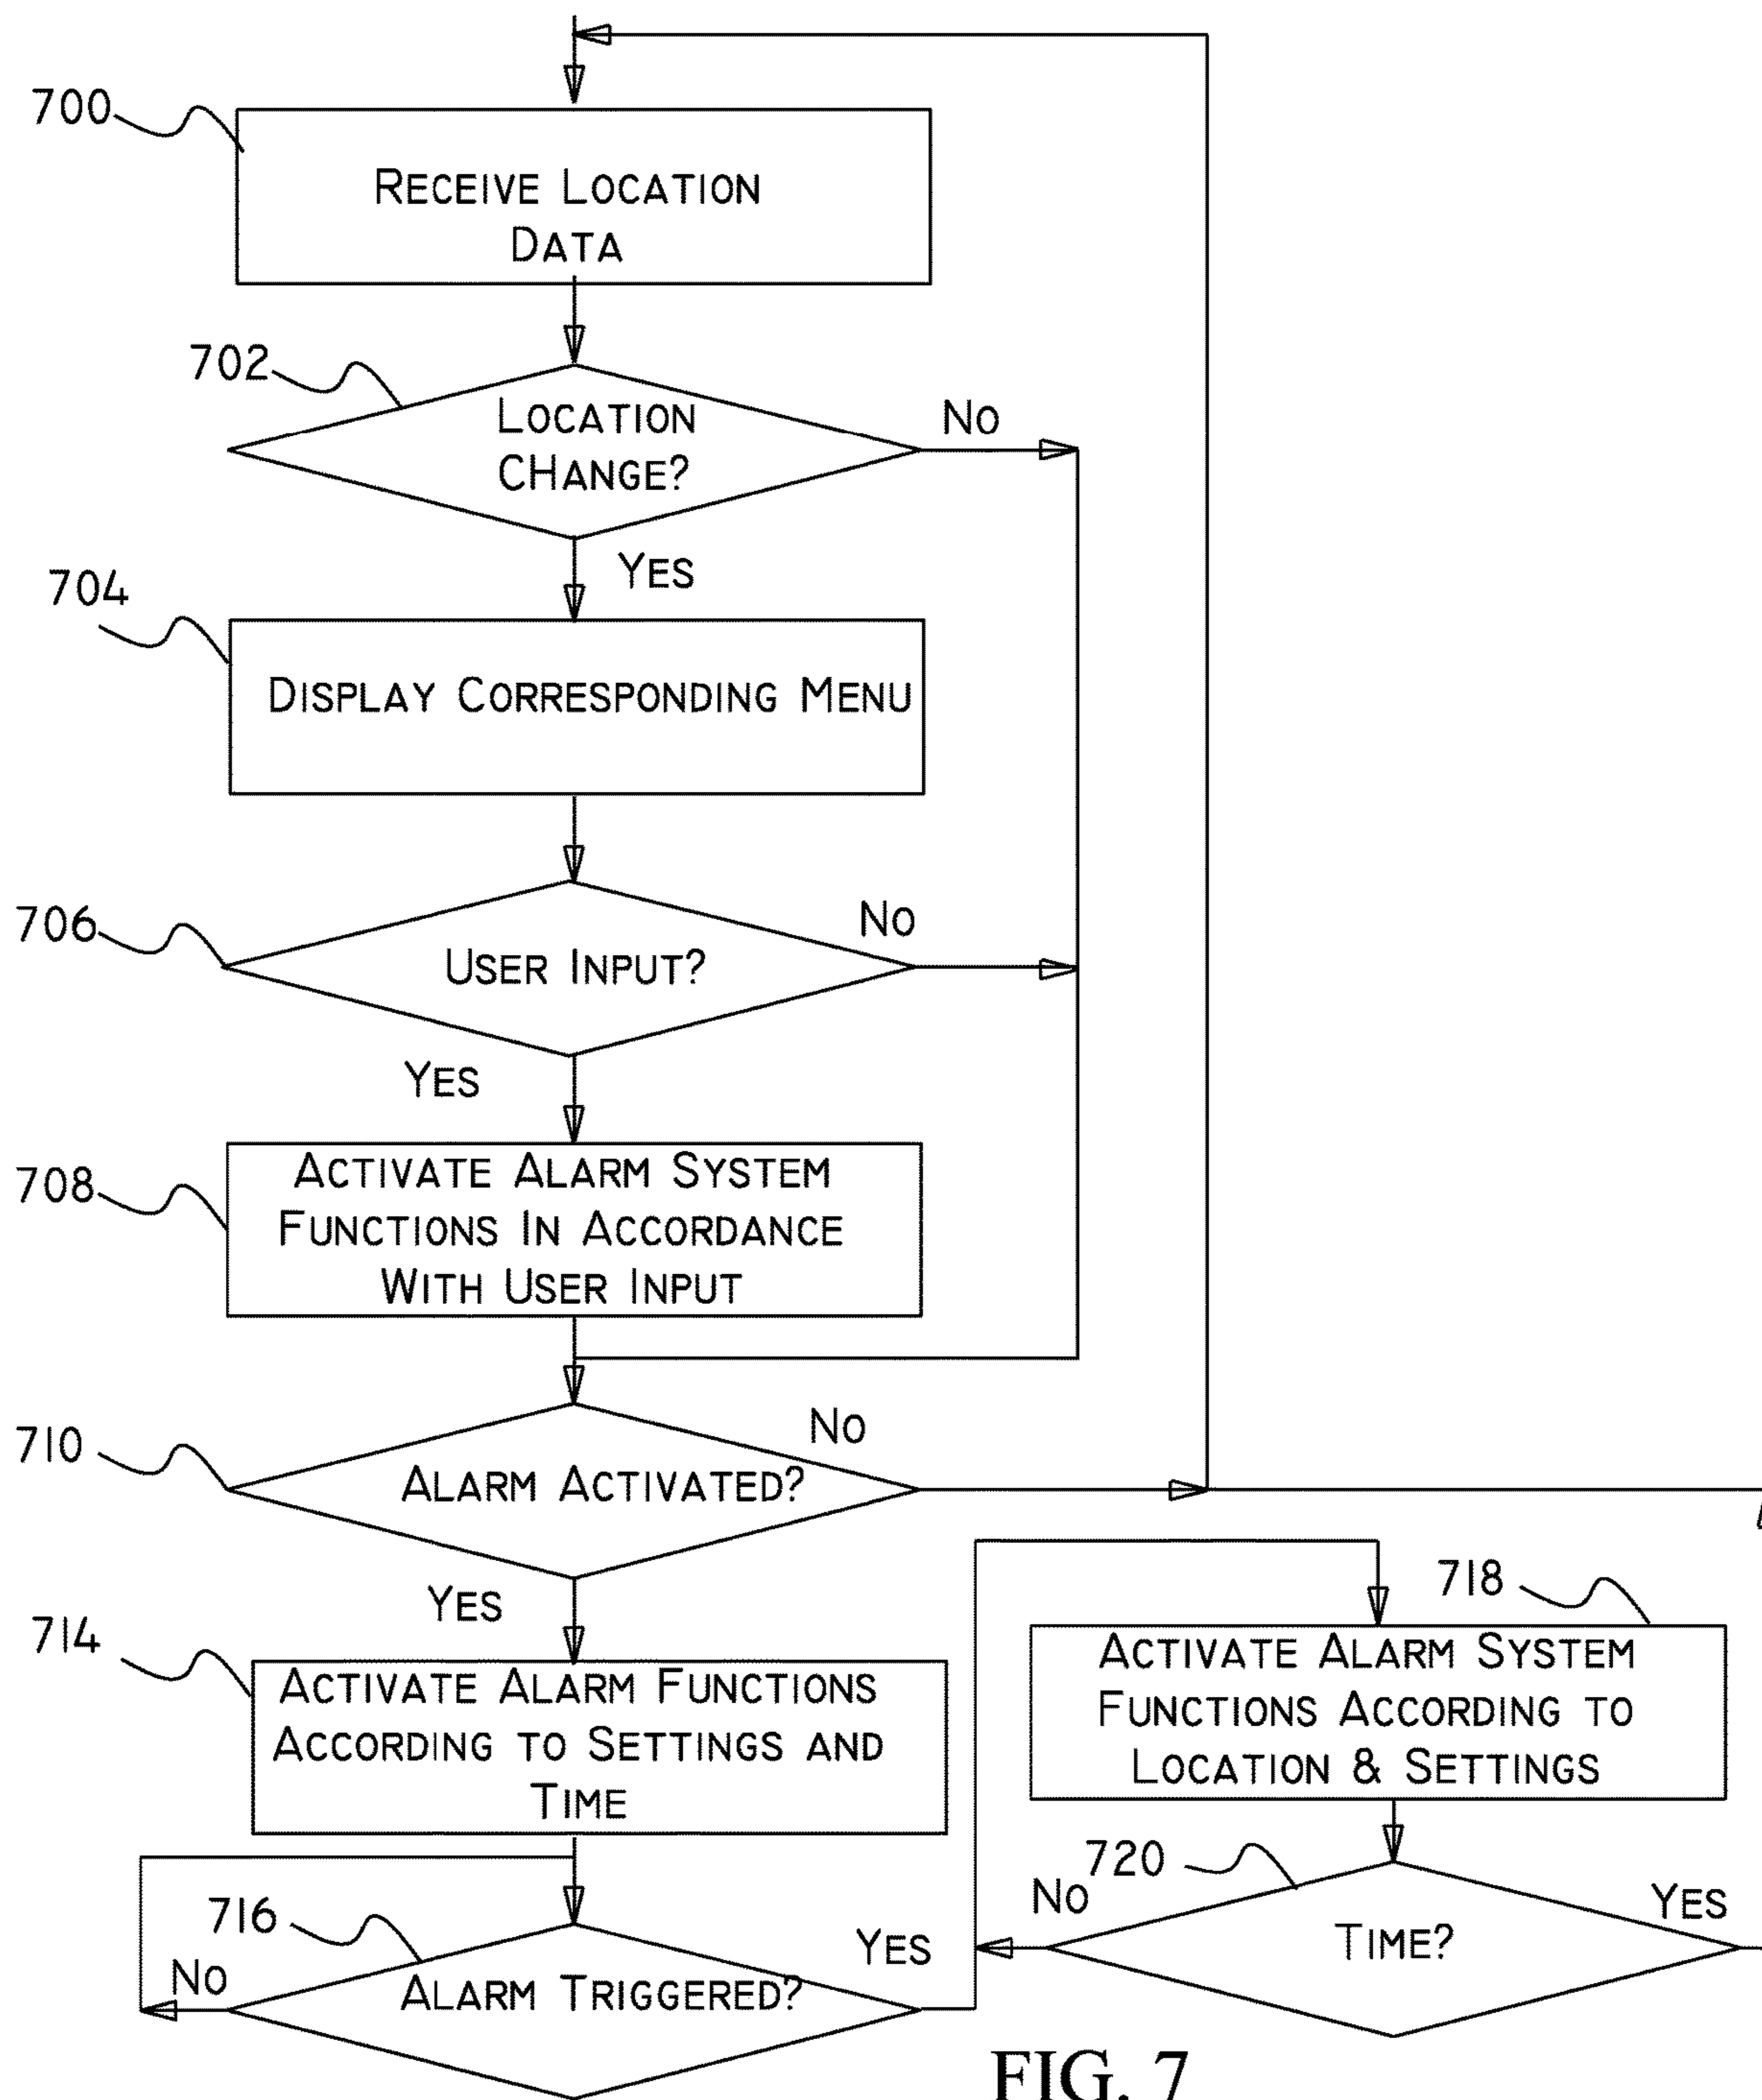 700
RECEIVE LOCATION
DATA
702
LOCATION
CHANGE?
NO
YES
704
DISPLAY CORRESPONDING MENU
706
NO
USER INPUT?
YES
708
ACTIVATE ALARM SYSTEM
FUNCTIONS IN ACCORDANCE
WITH USER INPUT
710
NO
ALARM ACTIVATED?
YES
714
ACTIVATE ALARM FUNCTIONS
ACCORDING TO SETTINGS AND
TIME
716
NO
ALARM TRIGGERED?
YES
718
ACTIVATE ALARM SYSTEM
FUNCTIONS ACCORDING TO
LOCATION & SETTINGS
720
NO
TIME?
YES
FIG. 7